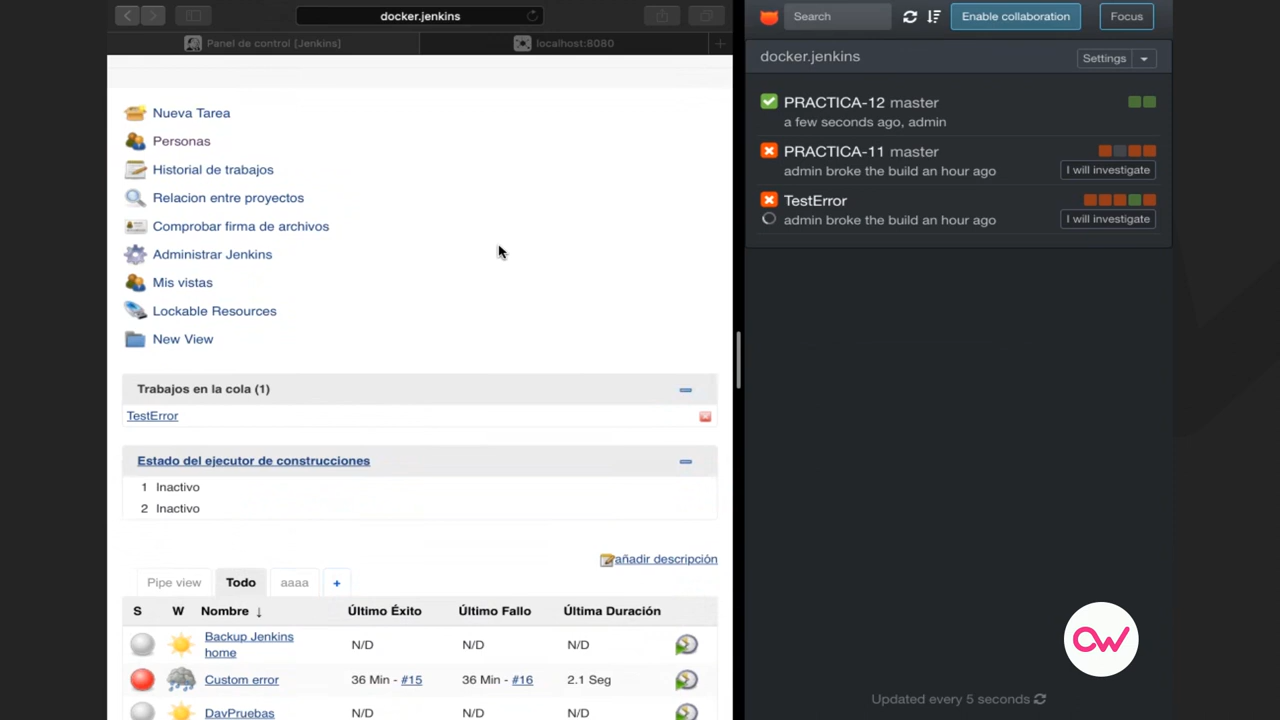 docker.jenkins
Panel de control [Jenkins]
localhost:8080
Nueva Tarea
Personas
Historial de trabajos
Relacion entre proyectos
Comprobar firma de archivos
Administrar Jenkins
Mis vistas
Lockable Resources
New View
Trabajos en la cola (1)
TestError
Estado del ejecutor de construcciones
1 Inactivo
2 Inactivo
añadir descripción
Pipe view
Todo
aaaa
+
S W Nombre ↓ Último Éxito Último Fallo Última Duración
Backup Jenkins
home
N/D N/D N/D
Custom error 36 Min - #15 36 Min - #16 2.1 Seg
DavPruebas N/D N/D N/D
Search
Enable collaboration
Focus
docker.jenkins
Settings
PRACTICA-12 master
a few seconds ago, admin
PRACTICA-11 master
admin broke the build an hour ago
I will investigate
TestError
admin broke the build an hour ago
I will investigate
Updated every 5 seconds